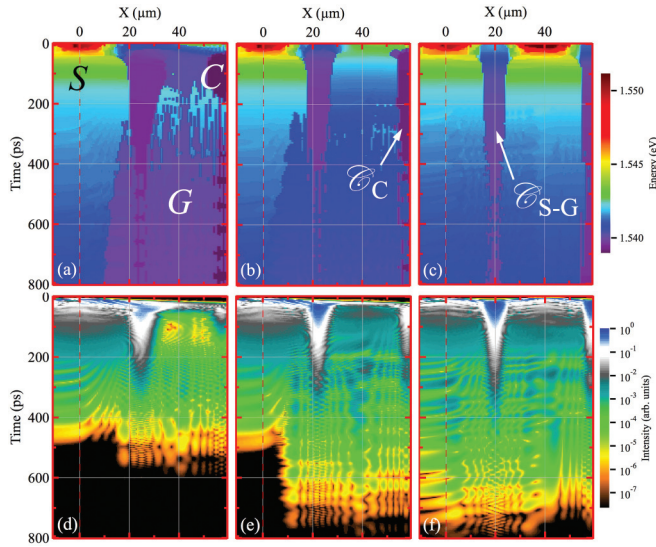 X (μm)
X (μm)
X (μm)
0 20 40
0 20 40
0 20 40
0
200
400
600
800
Time (ps)
S
C
G
(a)
𝒞C
(b)
𝒞S-G
(c)
1.550
1.545
1.540
Energy (eV)
0
200
400
600
800
Time (ps)
(d)
(e)
(f)
10^0
10^-1
10^-2
10^-3
10^-4
10^-5
10^-6
10^-7
Intensity (arb. units)